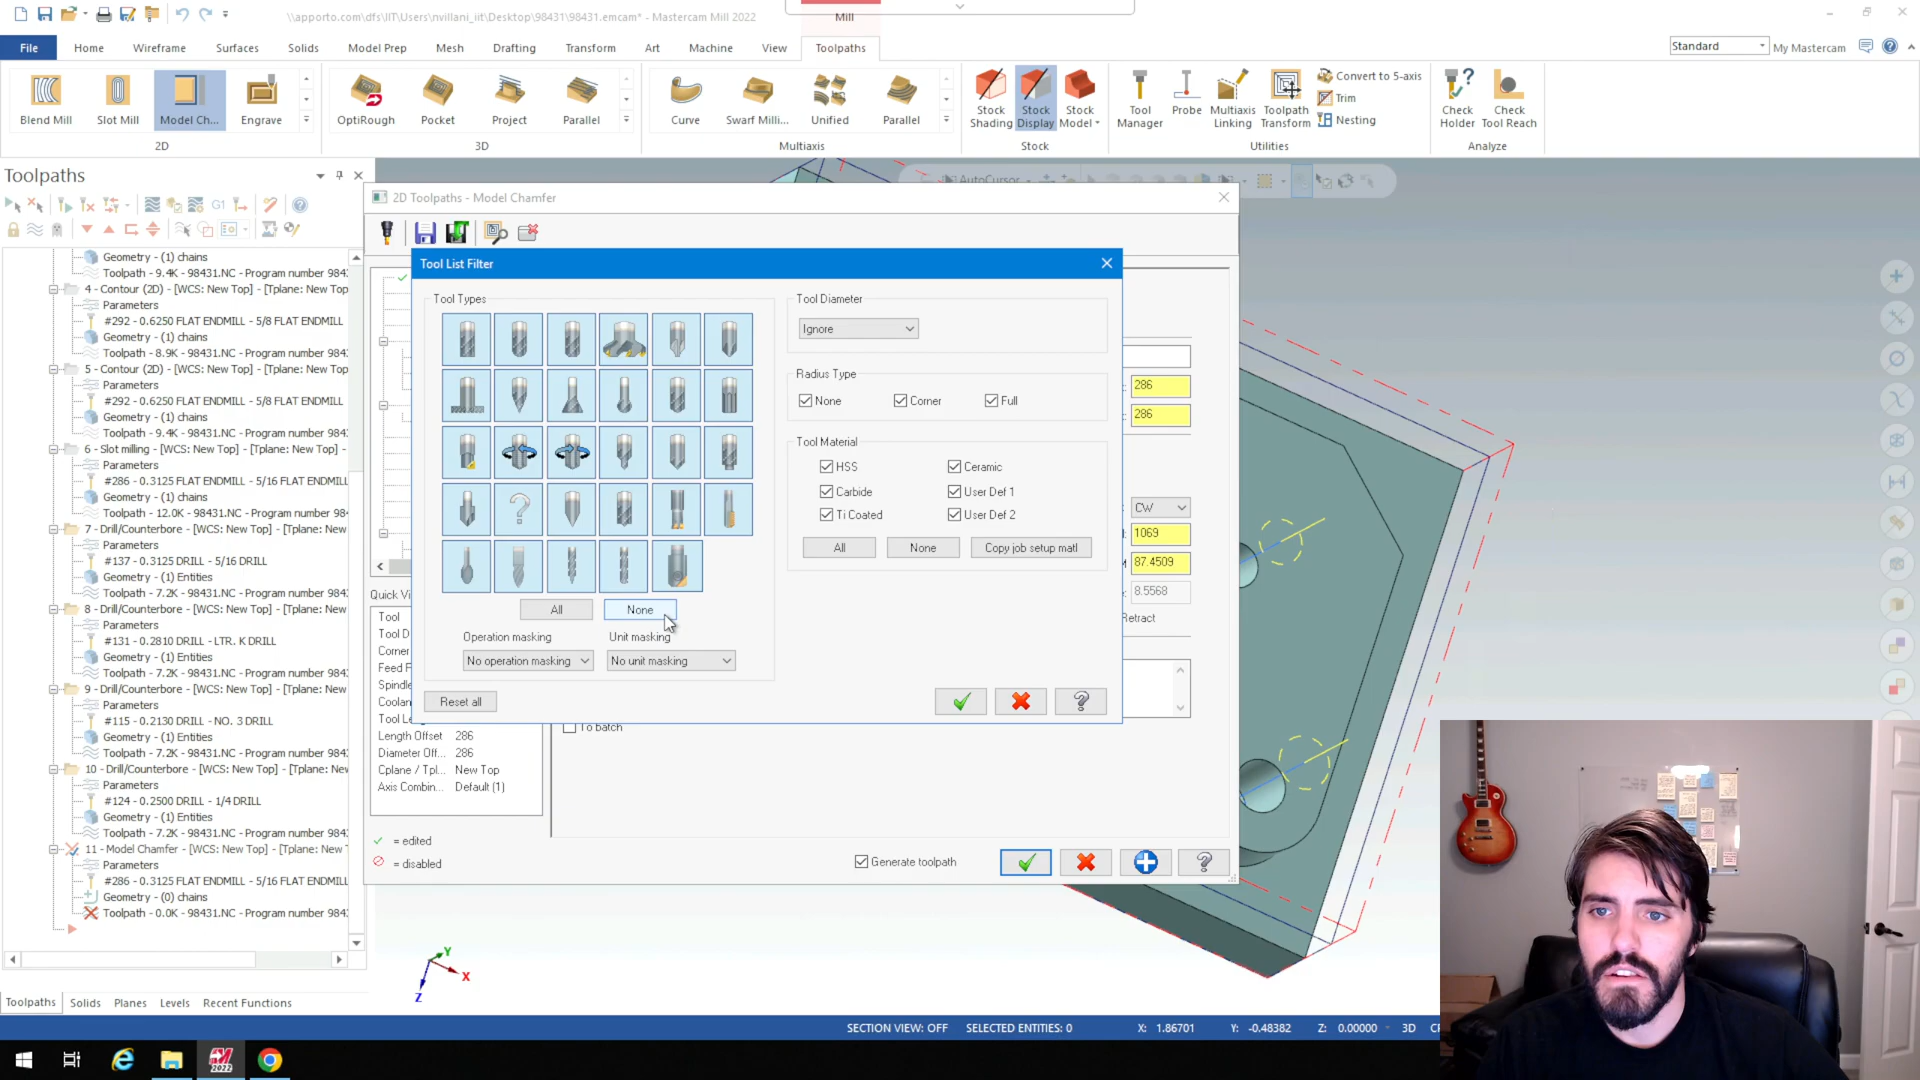 \\apporto.com\dfs\IIT\Users\nvillani_iit\Desktop\98431\98431.emcam* - Mastercam Mill 2022
Mill
File Home Wireframe Surfaces Solids Model Prep Mesh Drafting Transform Art Machine View Toolpaths
Standard My Mastercam
Blend Mill Slot Mill Model Ch... Engrave
OptiRough Pocket Project Parallel
Curve Swarf Milli... Unified Parallel
Stock Shading Stock Display Stock Model
Tool Manager Probe Multiaxis Linking Toolpath Transform
Convert to 5-axis
Trim
Nesting
Check Holder Check Tool Reach
2D 3D Multiaxis Stock Utilities Analyze
Toolpaths
G1
Geometry - (1) chains
Toolpath - 9.4K - 98431.NC - Program number 984
4 - Contour (2D) - [WCS: New Top] - [Tplane: New Top
Parameters
#292 - 0.6250 FLAT ENDMILL - 5/8 FLAT ENDMILL
Geometry - (1) chains
Toolpath - 8.9K - 98431.NC - Program number 984
5 - Contour (2D) - [WCS: New Top] - [Tplane: New Top
Parameters
#292 - 0.6250 FLAT ENDMILL - 5/8 FLAT ENDMILL
Geometry - (1) chains
Toolpath - 9.4K - 98431.NC - Program number 984
6 - Slot milling - [WCS: New Top] - [Tplane: New Top
Parameters
#286 - 0.3125 FLAT ENDMILL - 5/16 FLAT ENDMILL
Geometry - (1) chains
Toolpath - 12.0K - 98431.NC - Program number 98
7 - Drill/Counterbore - [WCS: New Top] - [Tplane: Nev
Parameters
#137 - 0.3125 DRILL - 5/16 DRILL
Geometry - (1) Entities
Toolpath - 7.2K - 98431.NC - Program number 984
8 - Drill/Counterbore - [WCS: New Top] - [Tplane: Nev
Parameters
#131 - 0.2810 DRILL - LTR. K DRILL
Geometry - (1) Entities
Toolpath - 7.2K - 98431.NC - Program number 984
9 - Drill/Counterbore - [WCS: New Top] - [Tplane: Nev
Parameters
#115 - 0.2130 DRILL - NO. 3 DRILL
Geometry - (1) Entities
Toolpath - 7.2K - 98431.NC - Program number 984
10 - Drill/Counterbore - [WCS: New Top] - [Tplane: Ne
Parameters
#124 - 0.2500 DRILL - 1/4 DRILL
Geometry - (1) Entities
Toolpath - 7.2K - 98431.NC - Program number 984
11 - Model Chamfer - [WCS: New Top] - [Tplane: New
Parameters
#286 - 0.3125 FLAT ENDMILL - 5/16 FLAT ENDMILL
Geometry - (0) chains
Toolpath - 0.0K - 98431.NC - Program number 984
Toolpaths Solids Planes Levels Recent Functions
AutoCursor
2D Toolpaths - Model Chamfer
Tool List Filter
Tool Types
All None
Operation masking Unit masking
No operation masking No unit masking
Reset all
Tool Diameter
Ignore
Radius Type
None Corner Full
Tool Material
HSS Ceramic
Carbide User Def 1
Ti Coated User Def 2
All None Copy job setup matl
286
286
CW
1069
87.4509
8.5568
Retract
To batch
Quick Vi
Tool
Tool D
Corner
Feed F
Spindle
Coolan
Tool Le
Length Offset 286
Diameter Off... 286
Cplane / Tpl... New Top
Axis Combin... Default (1)
= edited
= disabled
Generate toolpath
Y
X
Z
SECTION VIEW: OFF SELECTED ENTITIES: 0 X: 1.86701 Y: -0.48382 Z: 0.00000 3D
2022